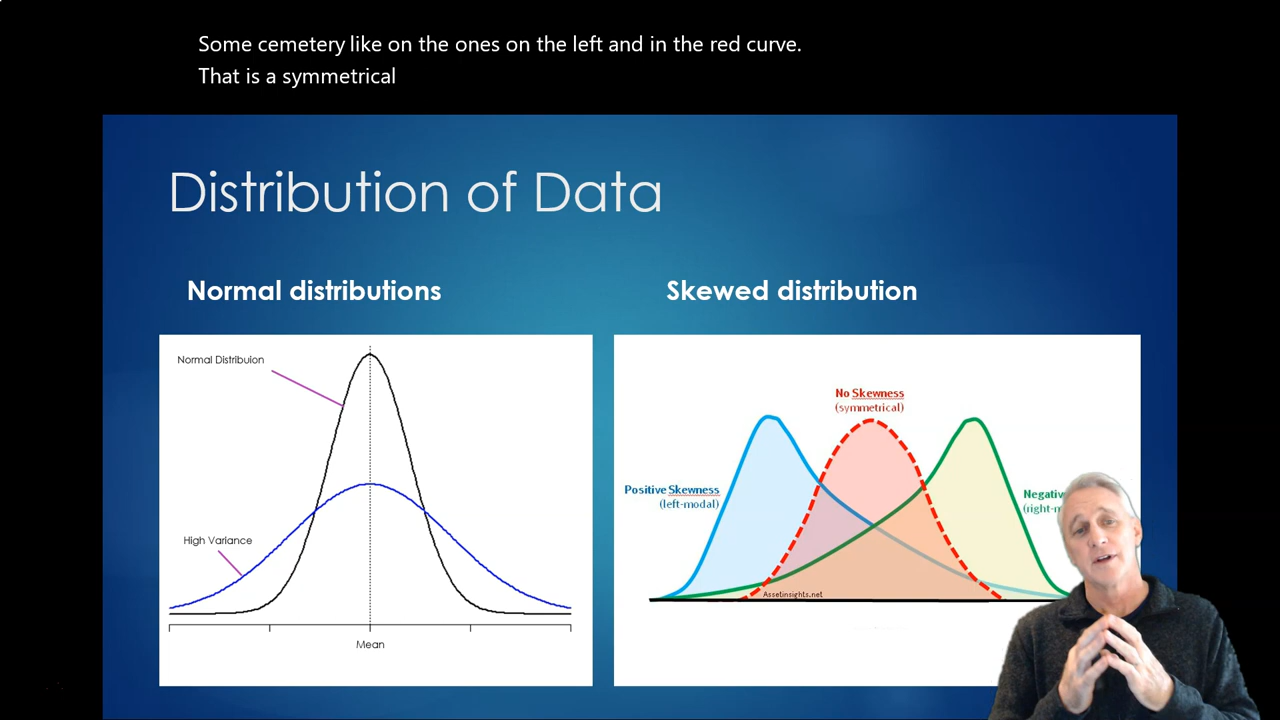 Some cemetery like on the ones on the left and in the red curve.
That is a symmetrical
Distribution of Data
Normal distributions
Skewed distribution
Normal Distribuion
High Variance
Mean
No Skewness
(symmetrical)
Positive Skewness
(left-modal)
Assetinsights.net